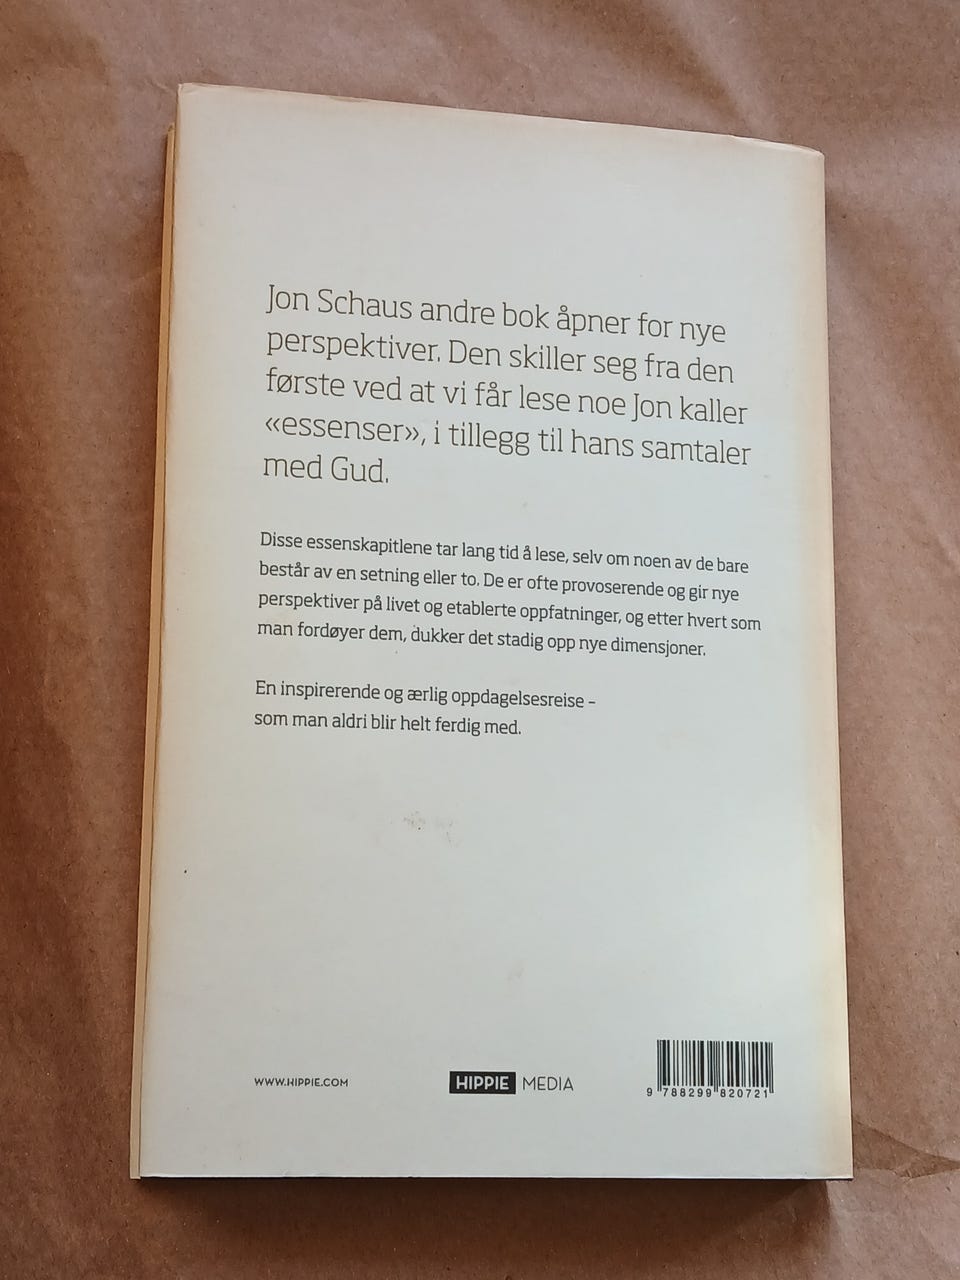 Jon Schaus andre bok åpner for nye
perspektiver. Den skiller seg fra den
første ved at vi får lese noe Jon kaller
«essenser», i tillegg til hans samtaler
med Gud.
Disse essenskapitlene tar lang tid å lese, selv om noen av de bare
består av en setning eller to. De er ofte provoserende og gir nye
perspektiver på livet og etablerte oppfatninger, og etter hvert som
man fordøyer dem, dukker det stadig opp nye dimensjoner.
En inspirerende og ærlig oppdagelsesreise –
som man aldri blir helt ferdig med.
WWW.HIPPIE.COM
HIPPIE MEDIA
9 788299 820721